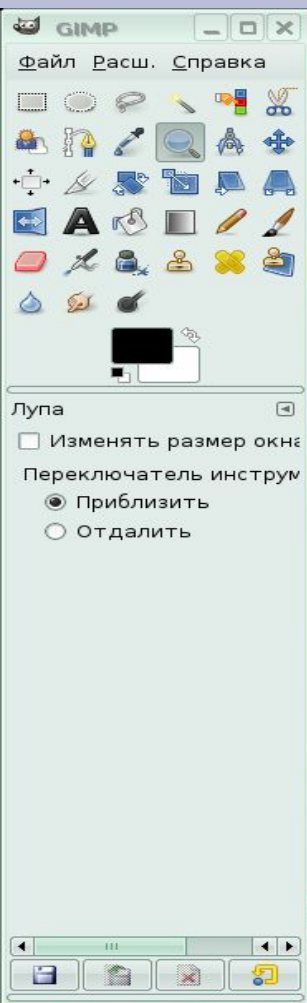 GIMP
Файл Расш. Справка
Лупа
Изменять размер окна
Переключатель инструм
Приблизить
Отдалить